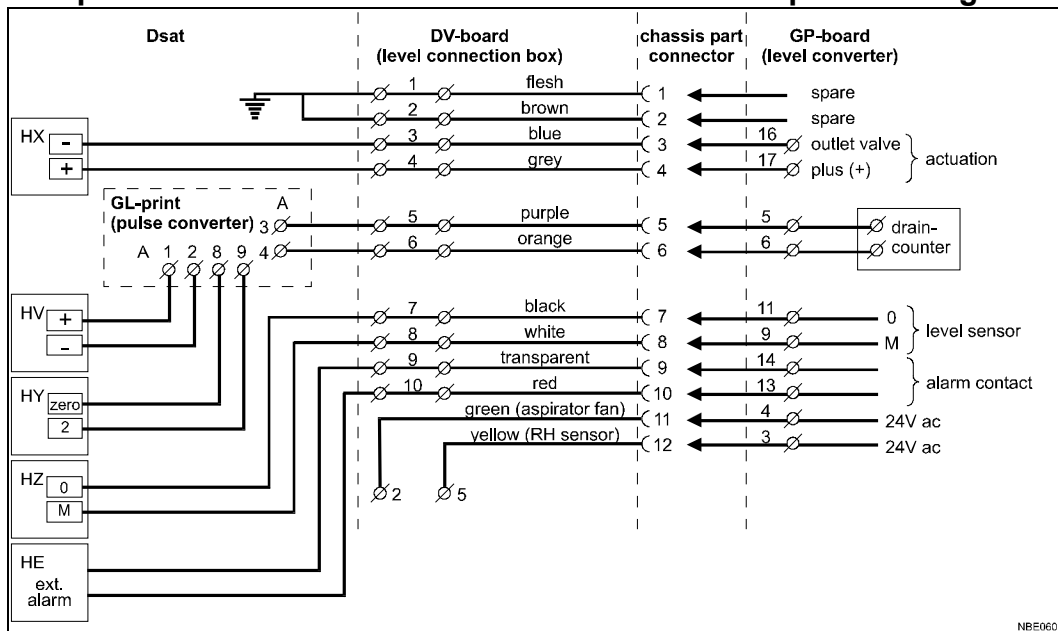 Dsat
DV-board
(level connection box)
chassis part
connector
GP-board
(level converter)
1 flesh 1 spare
2 brown 2 spare
HX - 3 blue 3 16 outlet valve
+ 4 grey 4 17 plus (+)
actuation
GL-print
(pulse converter)
A
3 5 purple 5 5 drain-
A 1 2 8 9 4 6 orange 6 6 counter
HV + 7 black 7 11 0
- 8 white 8 9 M
level sensor
9 transparent 9 14
10 red 10 13
alarm contact
HY zero
2
green (aspirator fan) 11 4 24V ac
yellow (RH sensor) 12 3 24V ac
HZ 0
M
2 5
HE
ext.
alarm
NBE060